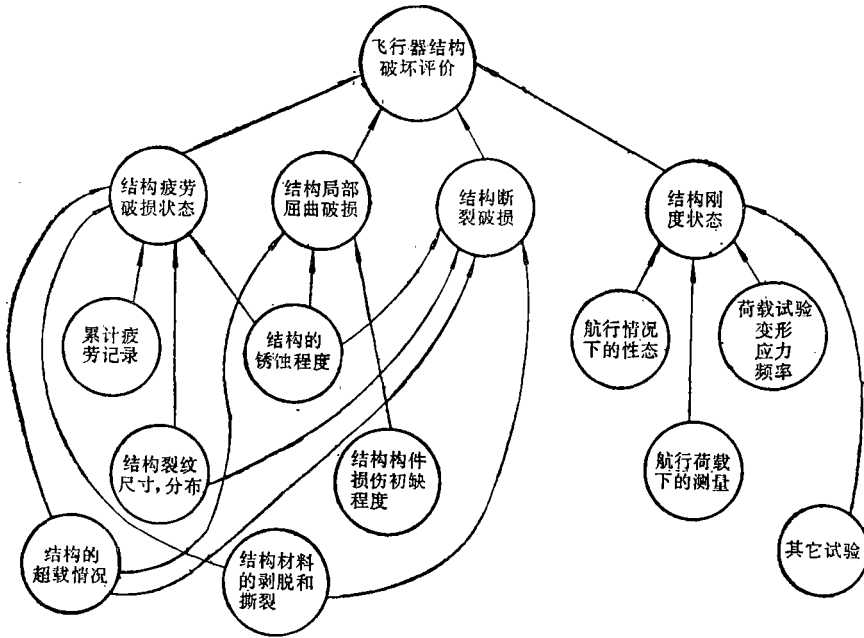 飞行器结构
破坏评价
结构疲劳
破损状态
结构局部
屈曲破损
结构断
裂破损
结构刚
度状态
累计疲
劳记录
结构的
锈蚀程度
航行情况
下的性态
荷载试验
变形
应力
频率
结构裂纹
尺寸,分布
结构构件
损伤初缺
程度
航行荷载
下的测量
结构的
超载情况
结构材料
的剥脱和
撕裂
其它试验